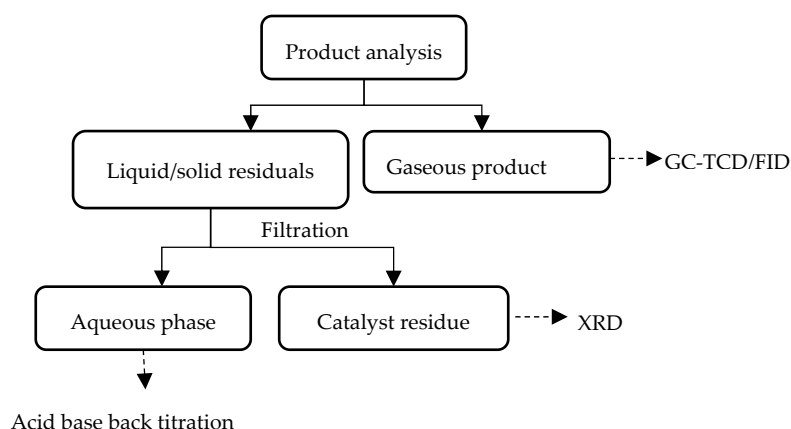 Product analysis
Liquid/solid residuals
Gaseous product
GC-TCD/FID
Filtration
Aqueous phase
Catalyst residue
XRD
Acid base back titration